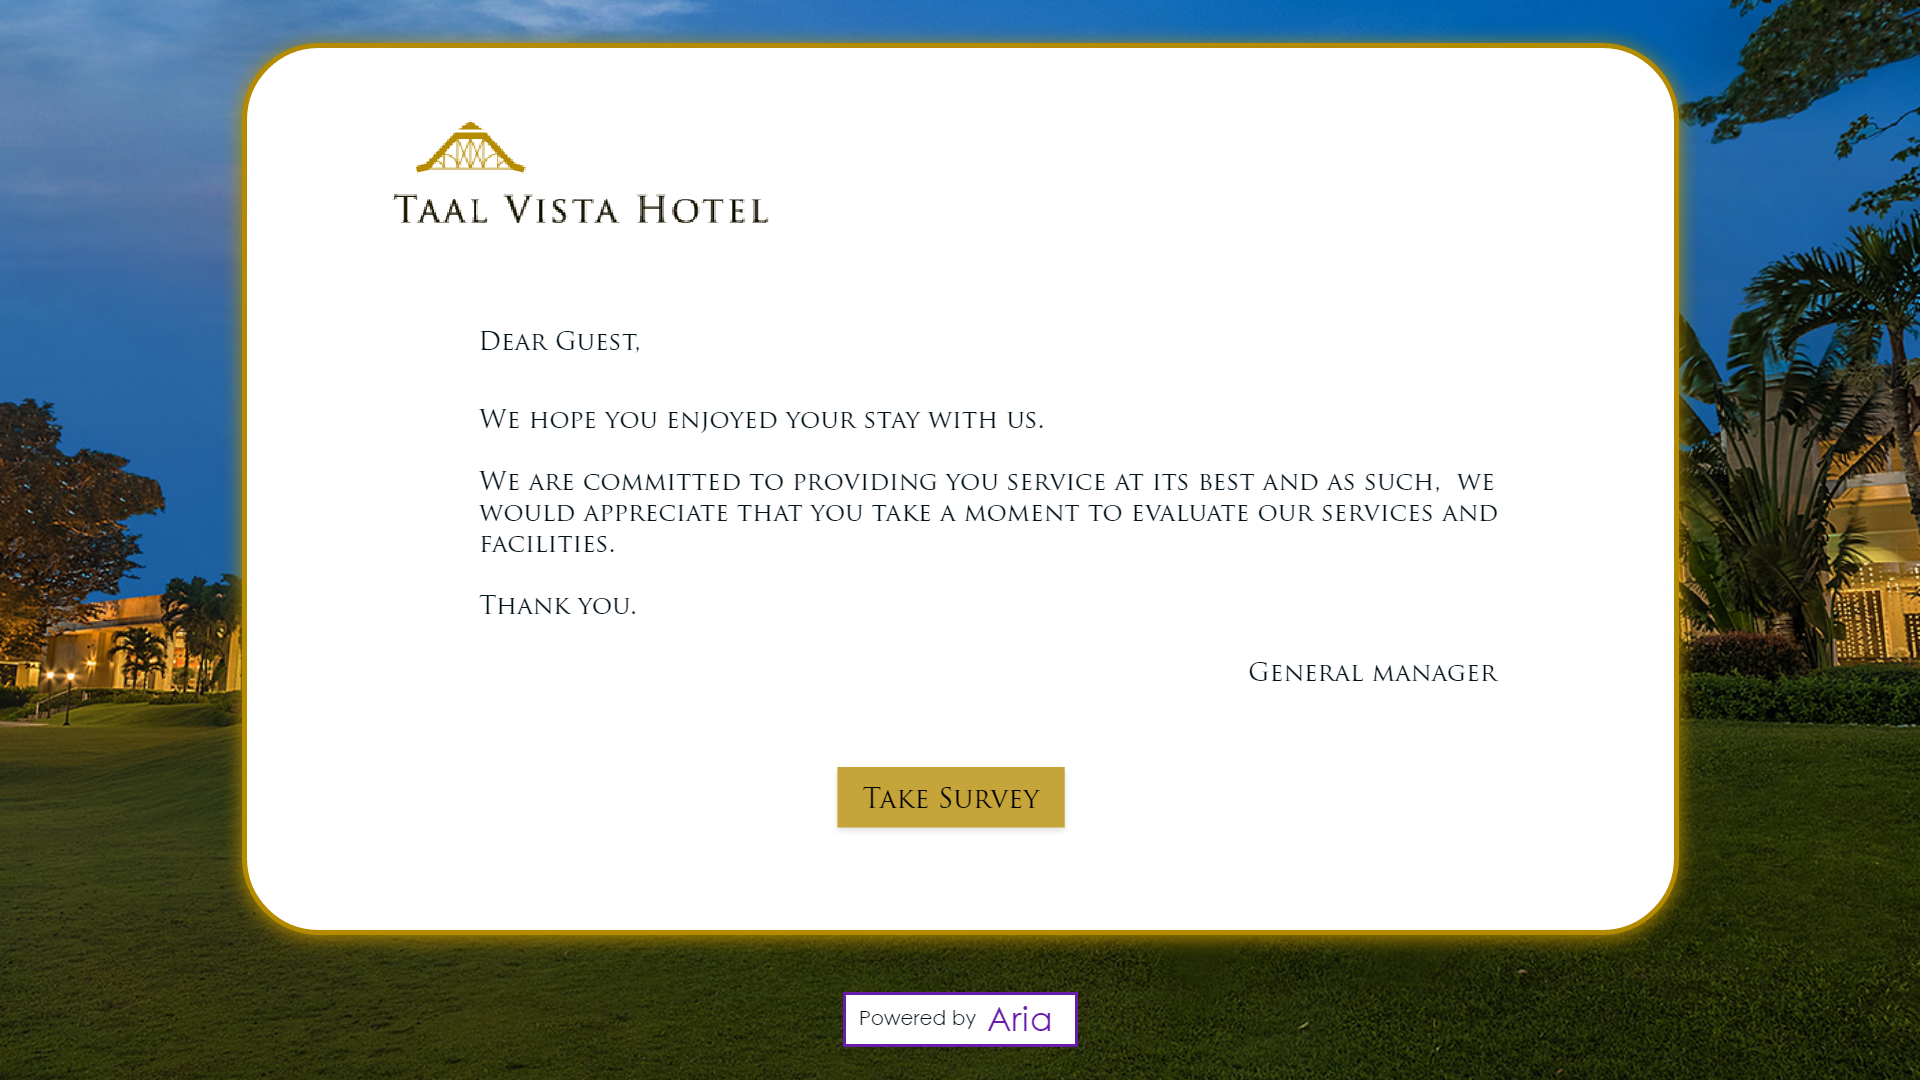 Taal Vista Hotel
Dear Guest,
We hope you enjoyed your stay with us.
We are committed to providing you service at its best and as such, we
would appreciate that you take a moment to evaluate our services and
facilities.
Thank you.
General manager
Take Survey
Powered by Aria